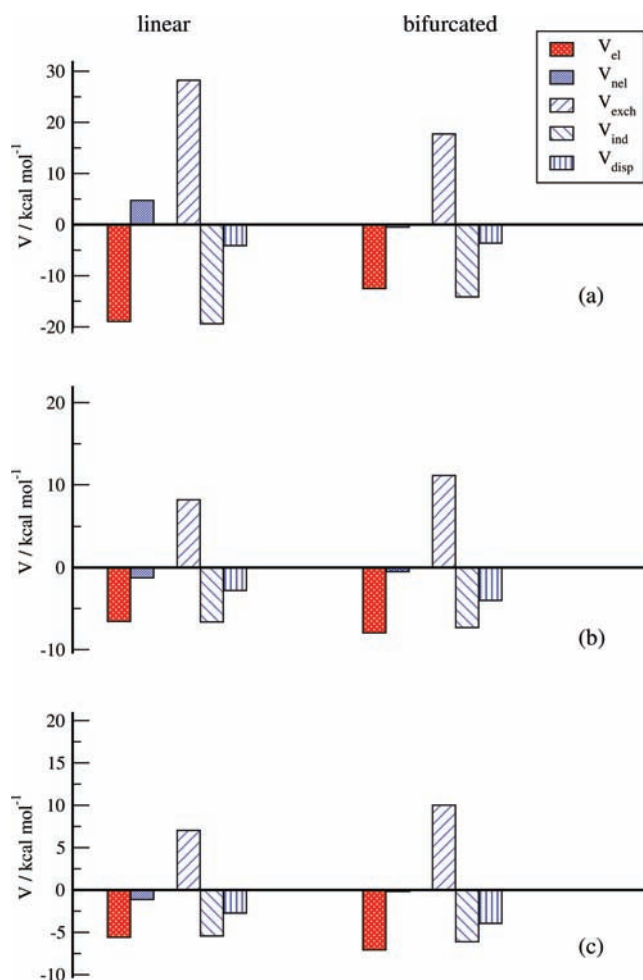 linear
bifurcated
V_el
V_nel
V_exch
V_ind
V_disp
V / kcal mol⁻¹
30
20
10
0
-10
-20
(a)
V / kcal mol⁻¹
20
10
0
-10
(b)
V / kcal mol⁻¹
20
15
10
5
0
-5
-10
(c)